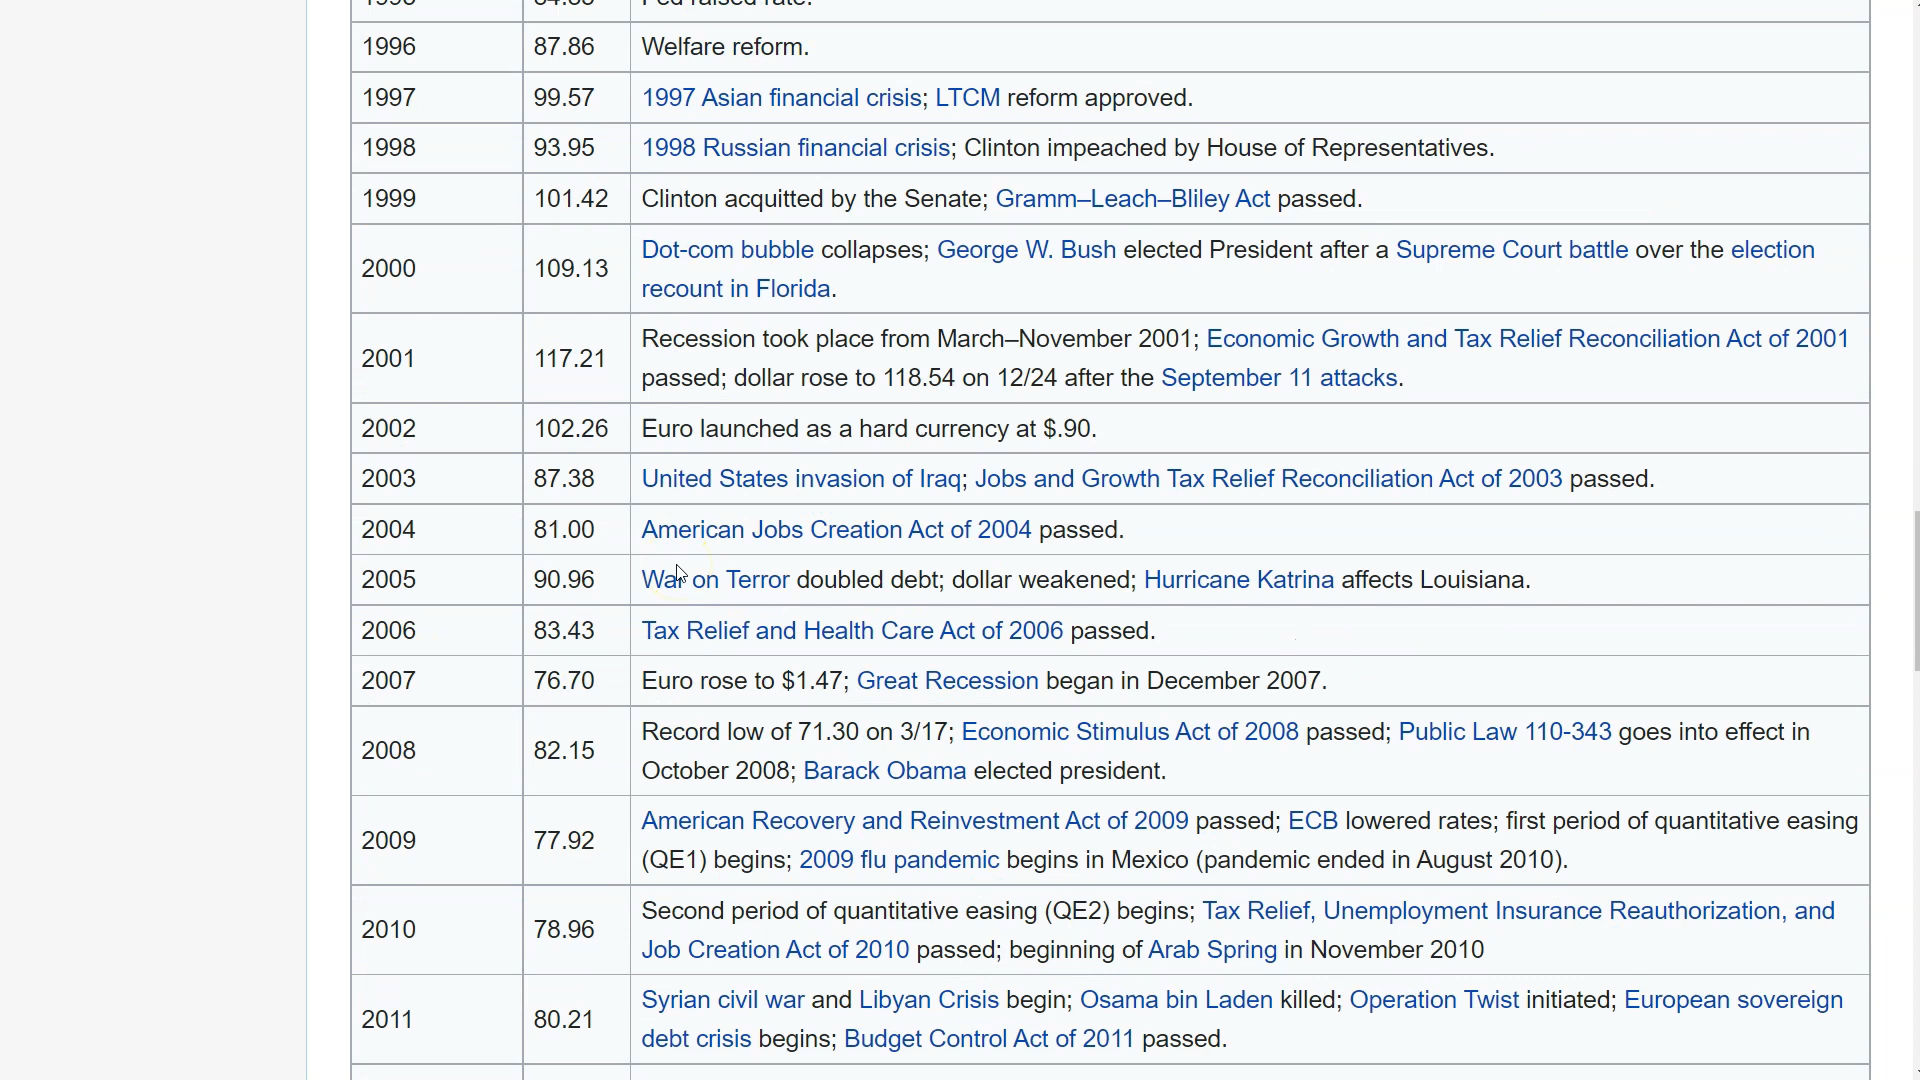 1996 87.86 Welfare reform.
1997 99.57 1997 Asian financial crisis; LTCM reform approved.
1998 93.95 1998 Russian financial crisis; Clinton impeached by House of Representatives.
1999 101.42 Clinton acquitted by the Senate; Gramm–Leach–Bliley Act passed.
2000 109.13 Dot-com bubble collapses; George W. Bush elected President after a Supreme Court battle over the election
recount in Florida.
2001 117.21 Recession took place from March–November 2001; Economic Growth and Tax Relief Reconciliation Act of 2001
passed; dollar rose to 118.54 on 12/24 after the September 11 attacks.
2002 102.26 Euro launched as a hard currency at $.90.
2003 87.38 United States invasion of Iraq; Jobs and Growth Tax Relief Reconciliation Act of 2003 passed.
2004 81.00 American Jobs Creation Act of 2004 passed.
2005 90.96 War on Terror doubled debt; dollar weakened; Hurricane Katrina affects Louisiana.
2006 83.43 Tax Relief and Health Care Act of 2006 passed.
2007 76.70 Euro rose to $1.47; Great Recession began in December 2007.
2008 82.15 Record low of 71.30 on 3/17; Economic Stimulus Act of 2008 passed; Public Law 110-343 goes into effect in
October 2008; Barack Obama elected president.
2009 77.92 American Recovery and Reinvestment Act of 2009 passed; ECB lowered rates; first period of quantitative easing
(QE1) begins; 2009 flu pandemic begins in Mexico (pandemic ended in August 2010).
2010 78.96 Second period of quantitative easing (QE2) begins; Tax Relief, Unemployment Insurance Reauthorization, and
Job Creation Act of 2010 passed; beginning of Arab Spring in November 2010
2011 80.21 Syrian civil war and Libyan Crisis begin; Osama bin Laden killed; Operation Twist initiated; European sovereign
debt crisis begins; Budget Control Act of 2011 passed.